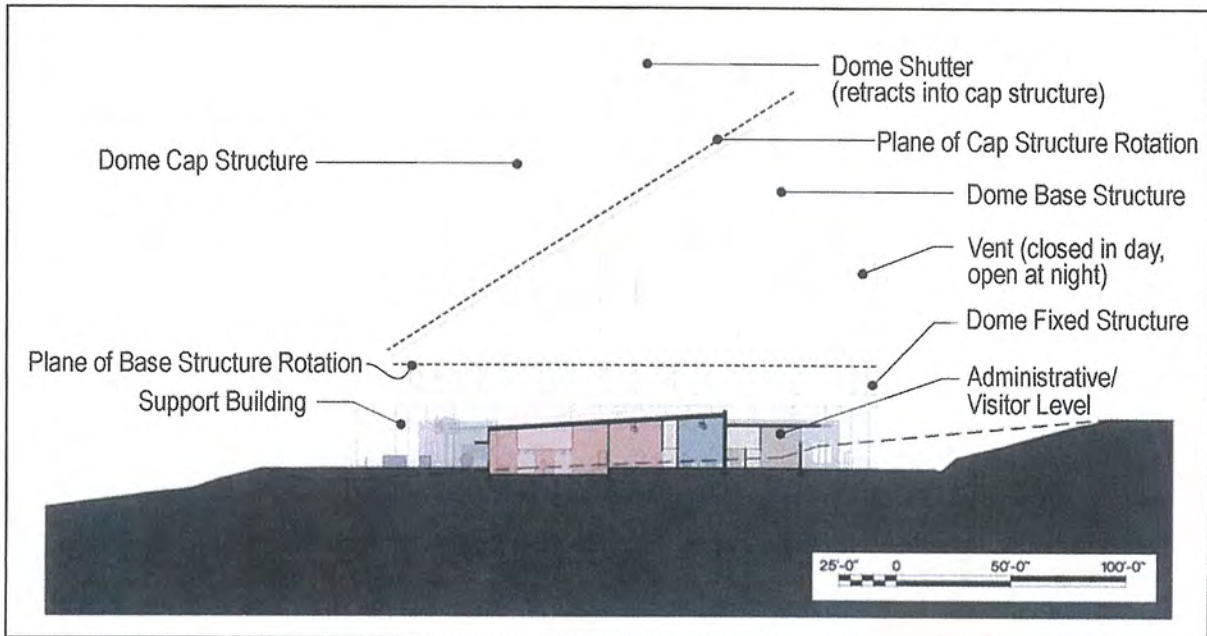 Dome Shutter
(retracts into cap structure)
Plane of Cap Structure Rotation
Dome Cap Structure
Dome Base Structure
Vent (closed in day,
open at night)
Dome Fixed Structure
Plane of Base Structure Rotation
Administrative/
Visitor Level
Support Building
25'-0" 0 50'-0" 100'-0"